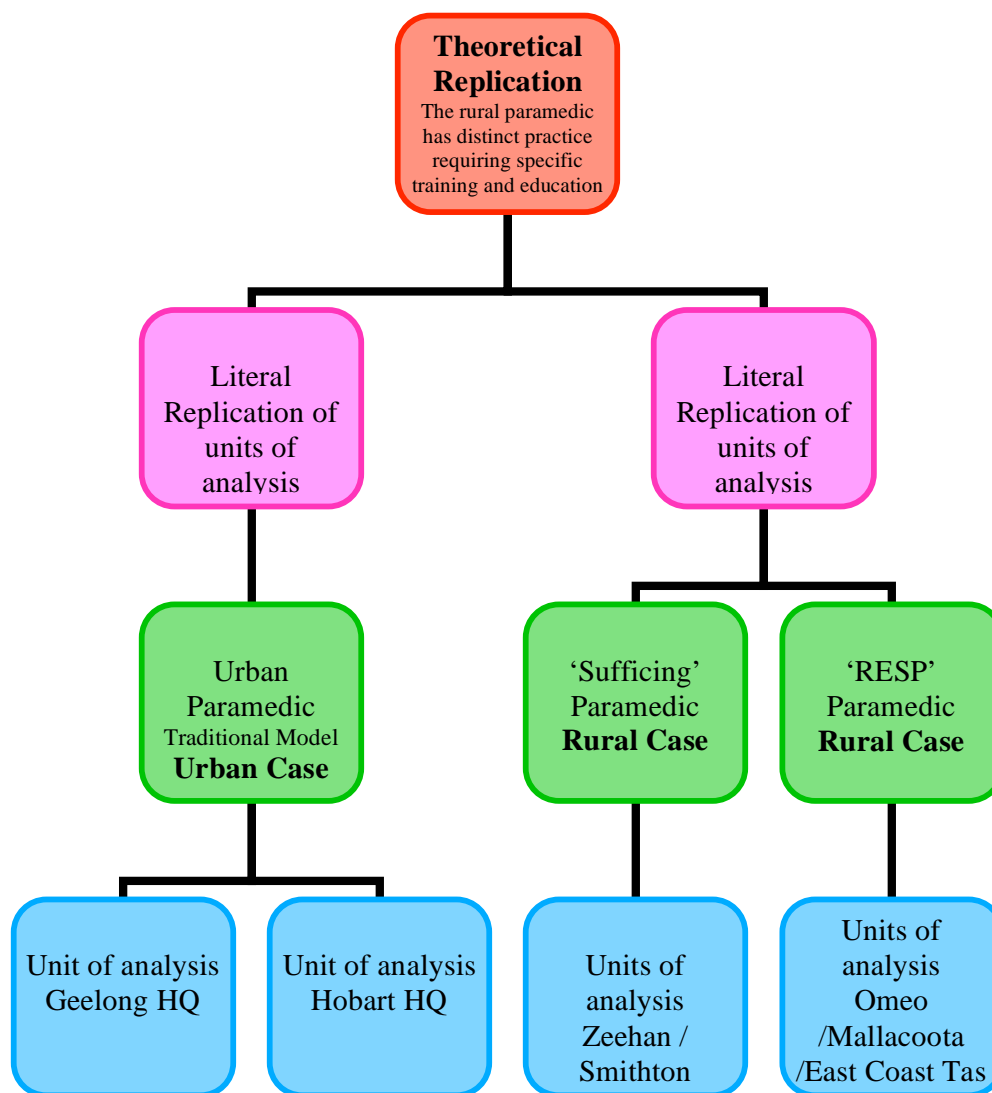 Theoretical
Replication
The rural paramedic
has distinct practice
requiring specific
training and education
Literal
Replication of
units of
analysis
Literal
Replication of
units of
analysis
Urban
Paramedic
Traditional Model
Urban Case
‘Sufficing’
Paramedic
Rural Case
‘RESP’
Paramedic
Rural Case
Unit of analysis
Geelong HQ
Unit of analysis
Hobart HQ
Units of
analysis
Zeehan /
Smithton
Units of
analysis
Omeo
/Mallacoota
/East Coast Tas